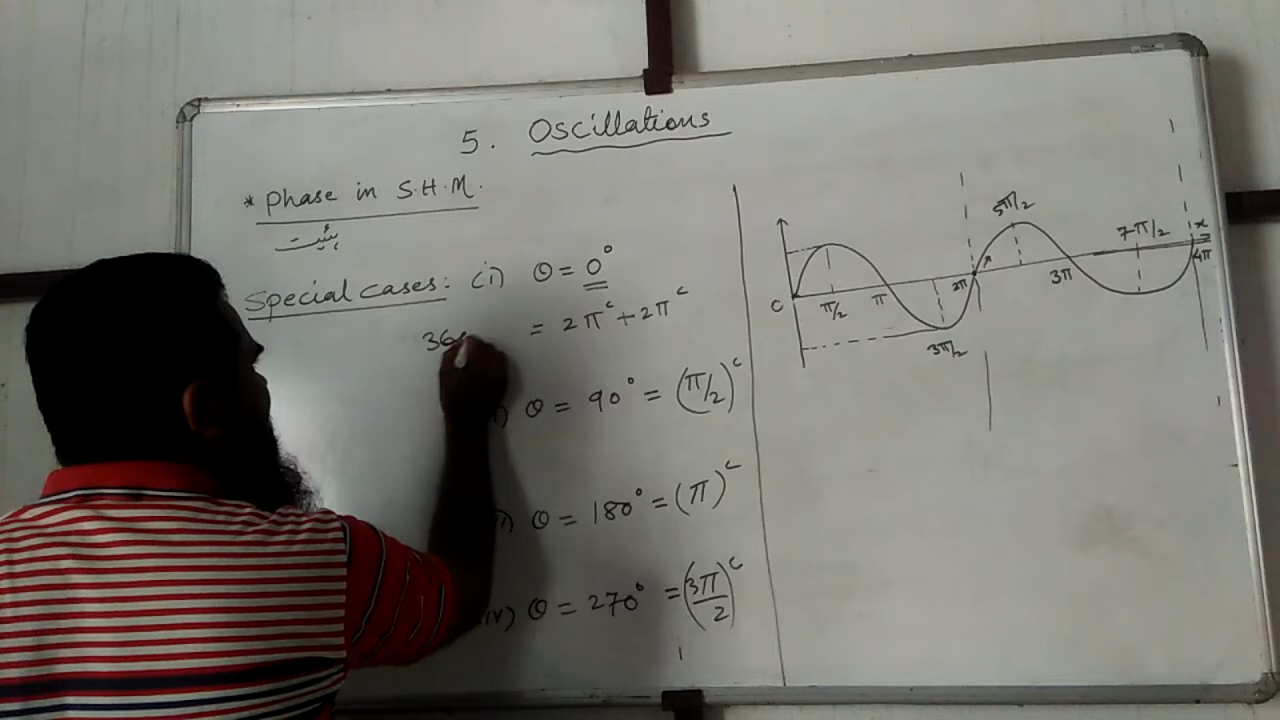 5. Oscillations
* Phase in S.H.M.
ہئیت
Special cases: (i) θ = 0°
36 = 2π^c + 2π^c
θ = 90° = (π/2)^c
θ = 180° = (π)^c
iv) θ = 270° = (3π/2)^c
5π/2
7π/2
x
π/2 π 2π 3π 4π
3π/2